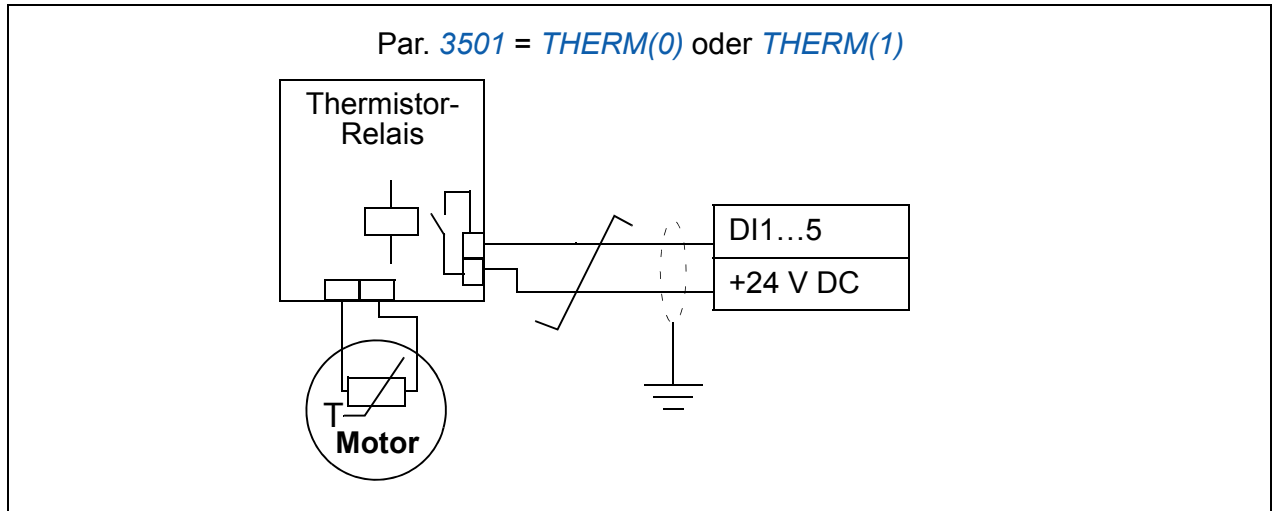 Par. 3501 = THERM(0) oder THERM(1)
Thermistor-
Relais
DI1…5
+24 V DC
T
Motor